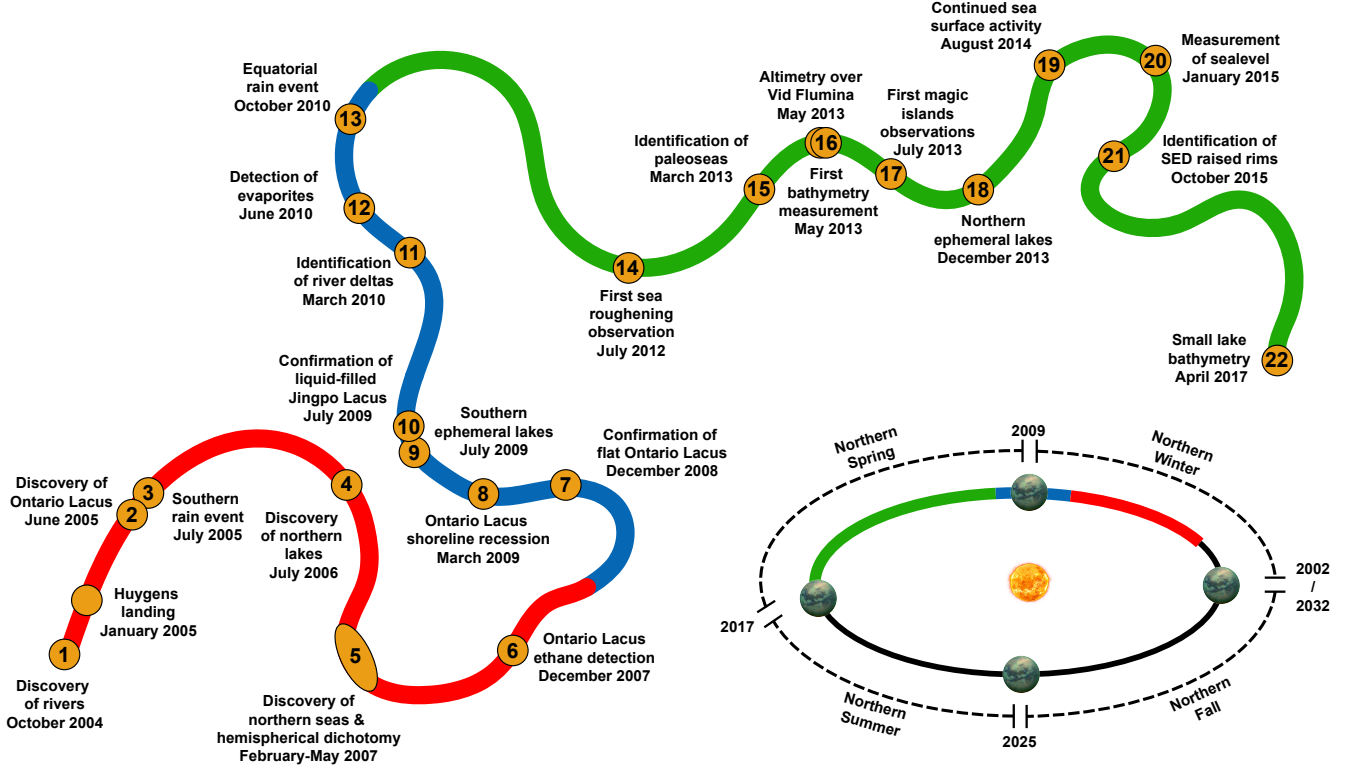 1
Discovery
of rivers
October 2004
Huygens
landing
January 2005
2
Discovery of
Ontario Lacus
June 2005
3
Southern
rain event
July 2005
4
Discovery
of northern
lakes
July 2006
5
Discovery of
northern seas &
hemispherical dichotomy
February-May 2007
6
Ontario Lacus
ethane detection
December 2007
7
Confirmation of
flat Ontario Lacus
December 2008
8
Ontario Lacus
shoreline recession
March 2009
9
Southern
ephemeral lakes
July 2009
10
Confirmation of
liquid-filled
Jingpo Lacus
July 2009
11
Identification
of river deltas
March 2010
12
Detection of
evaporites
June 2010
13
Equatorial
rain event
October 2010
14
First sea
roughening
observation
July 2012
15
Identification of
paleoseas
March 2013
Altimetry over
Vid Flumina
May 2013
16
First
bathymetry
measurement
May 2013
17
First magic
islands
observations
July 2013
18
Northern
ephemeral lakes
December 2013
19
Continued sea
surface activity
August 2014
20
Measurement
of sealevel
January 2015
21
Identification of
SED raised rims
October 2015
22
Small lake
bathymetry
April 2017
Northern
Spring
2009
Northern
Winter
2002
/
2032
Northern
Fall
2025
Northern
Summer
2017